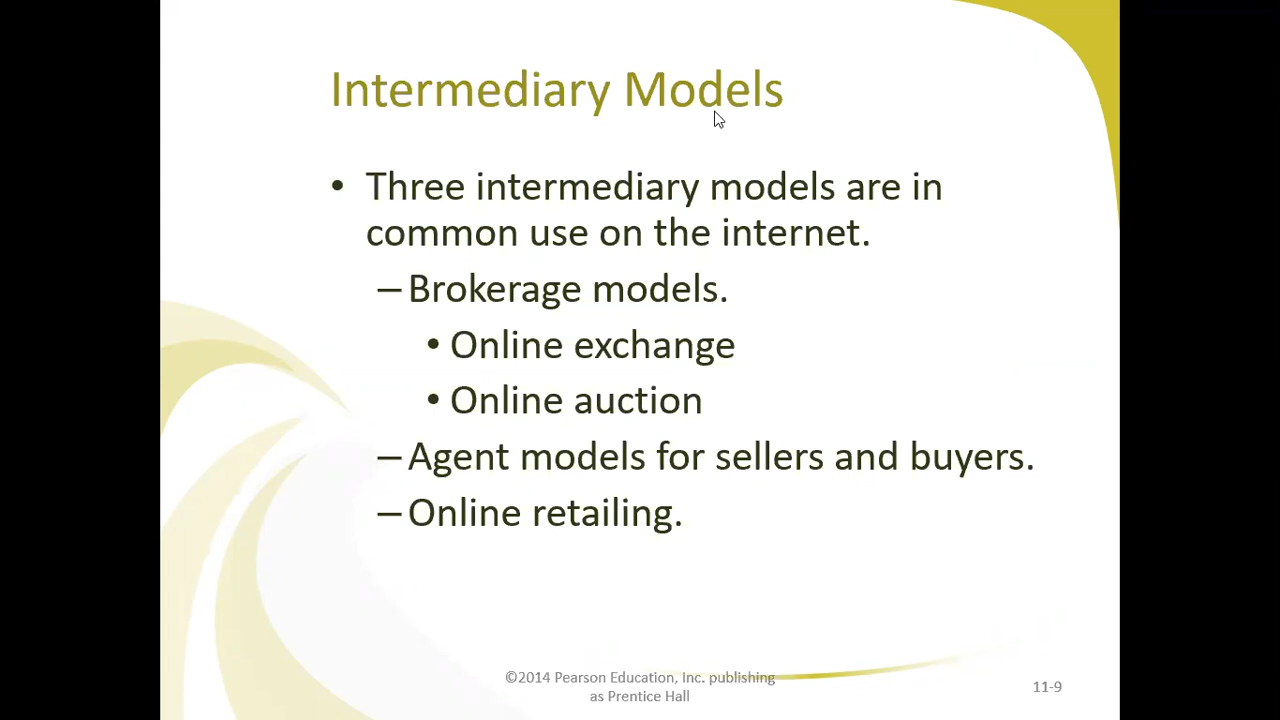 Intermediary Models
• Three intermediary models are in
common use on the internet.
– Brokerage models.
• Online exchange
• Online auction
– Agent models for sellers and buyers.
– Online retailing.
©2014 Pearson Education, Inc. publishing
as Prentice Hall
11-9